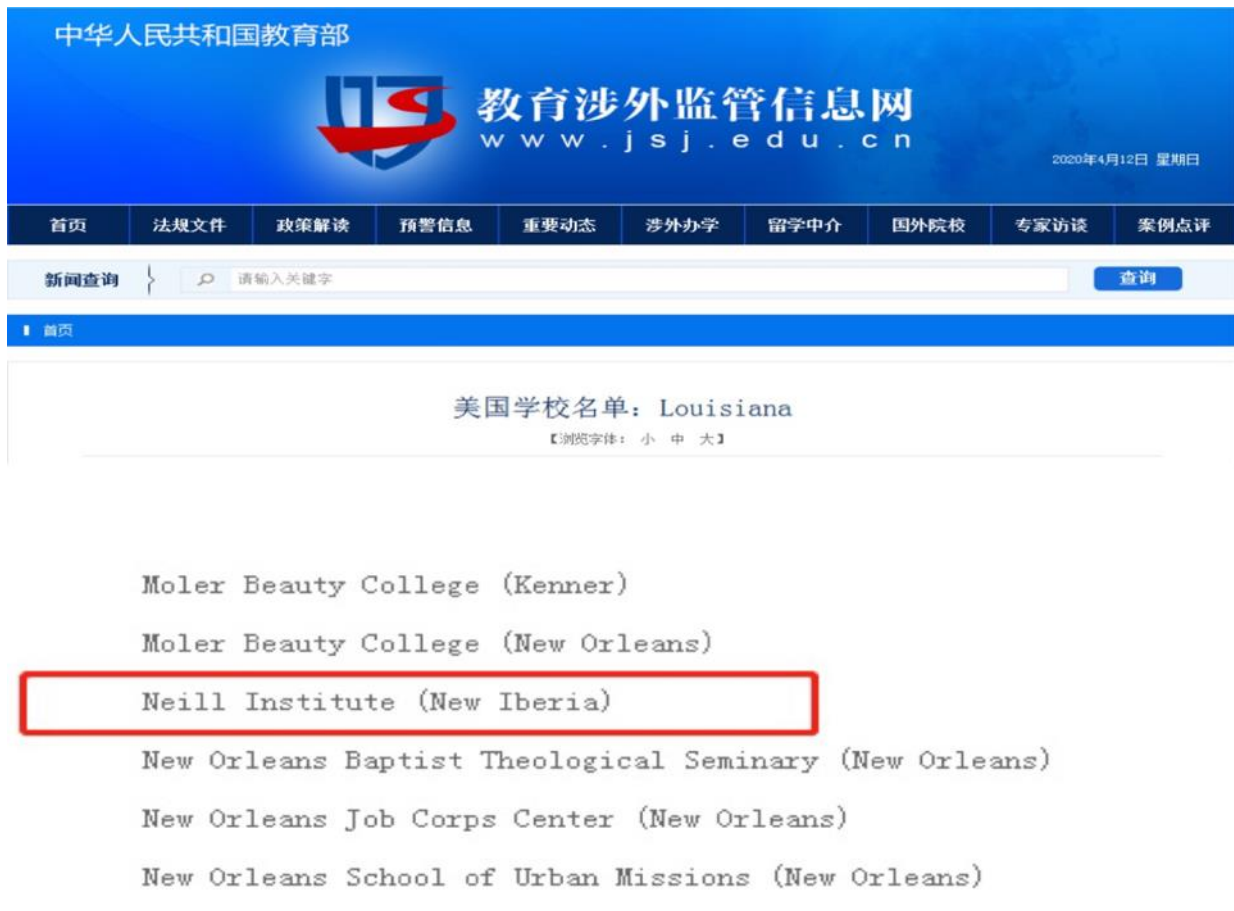 中华人民共和国教育部
教育涉外监管信息网
www.jsj.edu.cn
2020年4月12日 星期日
首页 法规文件 政策解读 预警信息 重要动态 涉外办学 留学中介 国外院校 专家访谈 案例点评
新闻查询 请输入关键字 查询
首页
美国学校名单：Louisiana
【浏览字体： 小 中 大】
Moler Beauty College (Kenner)
Moler Beauty College (New Orleans)
Neill Institute (New Iberia)
New Orleans Baptist Theological Seminary (New Orleans)
New Orleans Job Corps Center (New Orleans)
New Orleans School of Urban Missions (New Orleans)